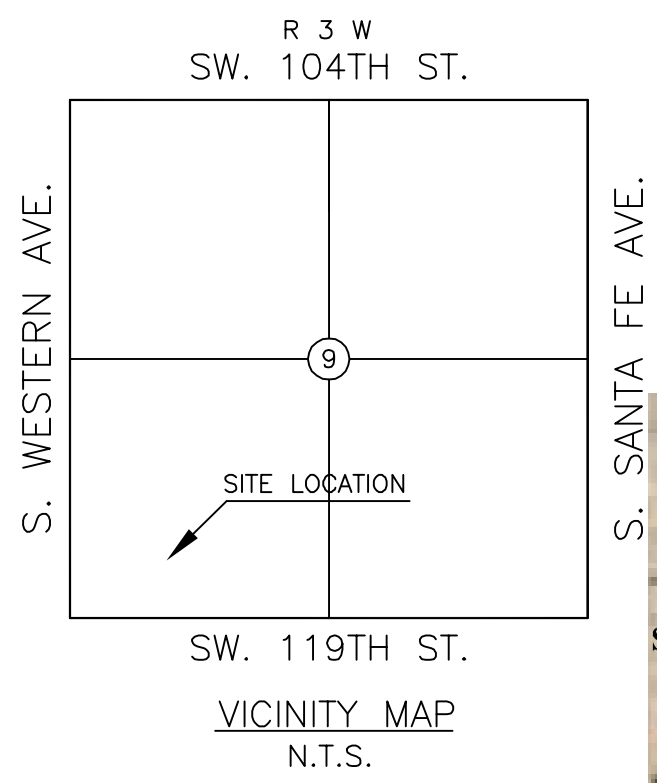 R 3 W
SW. 104TH ST.
S. WESTERN AVE.
S. SANTA FE AVE.
9
SITE LOCATION
SW. 119TH ST.
VICINITY MAP
N.T.S.